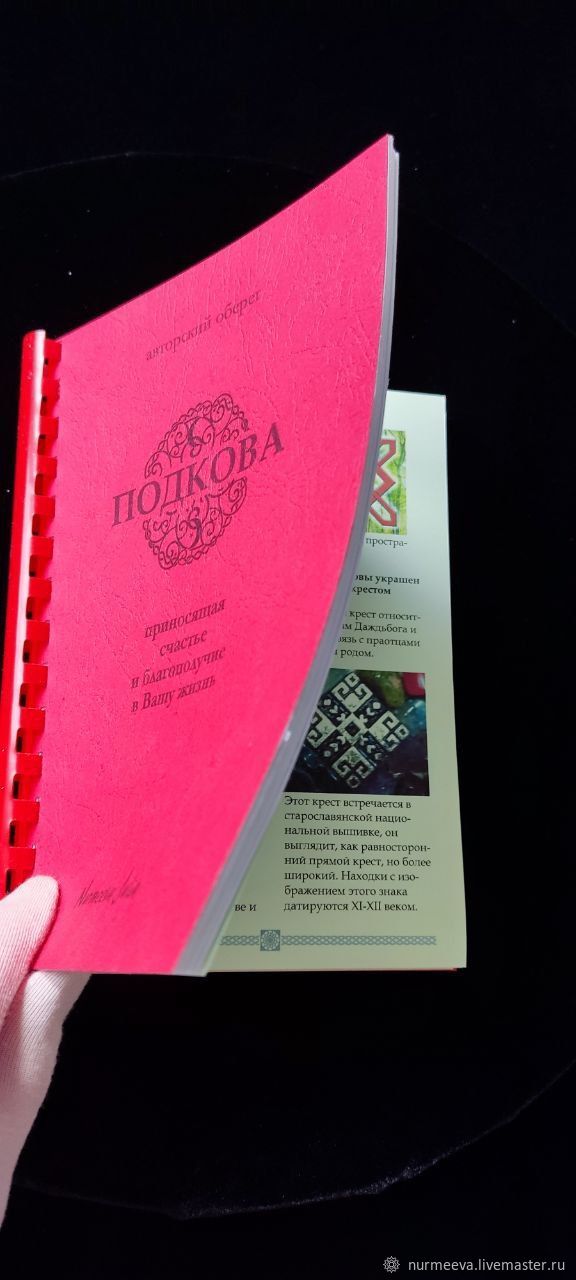 авторский оберег
ПОДКОВА
приносящая
счастье
и благополучие
в Вашу жизнь
простра-
овы украшен
крестом
крест относит-
м Даждьбога и
язь с праотцами
родом.
Этот крест встречается в
старославянской нацио-
нальной вышивке, он
выглядит, как равносторон-
ний прямой крест, но более
широкий. Находки с изо-
бражением этого знака
датируются XI-XII веком.
ве и
nurmeeva.livemaster.ru